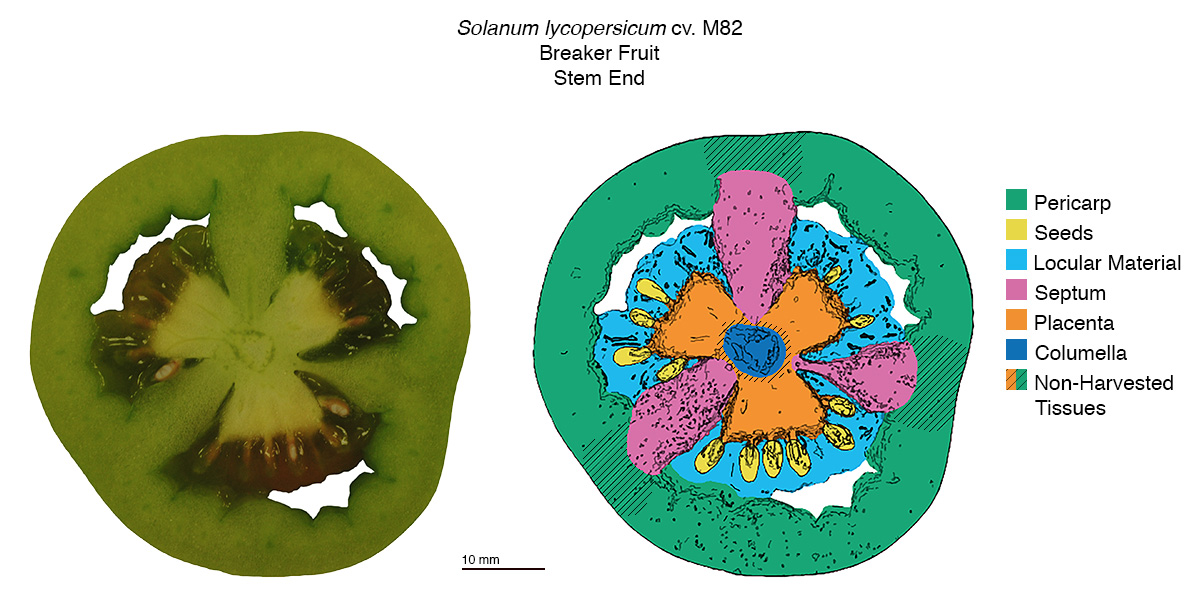 Solanum lycopersicum cv. M82
Breaker Fruit
Stem End
Pericarp
Seeds
Locular Material
Septum
Placenta
Columella
Non-Harvested
Tissues
10 mm